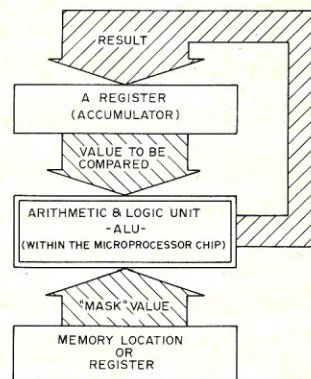 RESULT
A REGISTER
(ACCUMULATOR)
VALUE TO BE
COMPARED
ARITHMETIC & LOGIC UNIT
-ALU-
(WITHIN THE MICROPROCESSOR CHIP)
"MASK" VALUE
MEMORY LOCATION
OR
REGISTER